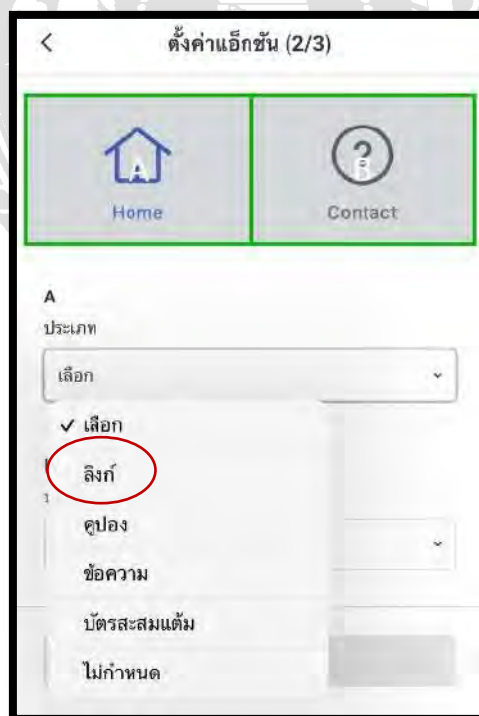 ตั้งค่าแอ็กชัน (2/3)
A
Home
Contact
A
ประเภท
เลือก
✓ เลือก
ลิงก์
คูปอง
ข้อความ
บัตรสะสมแต้ม
ไม่กำหนด